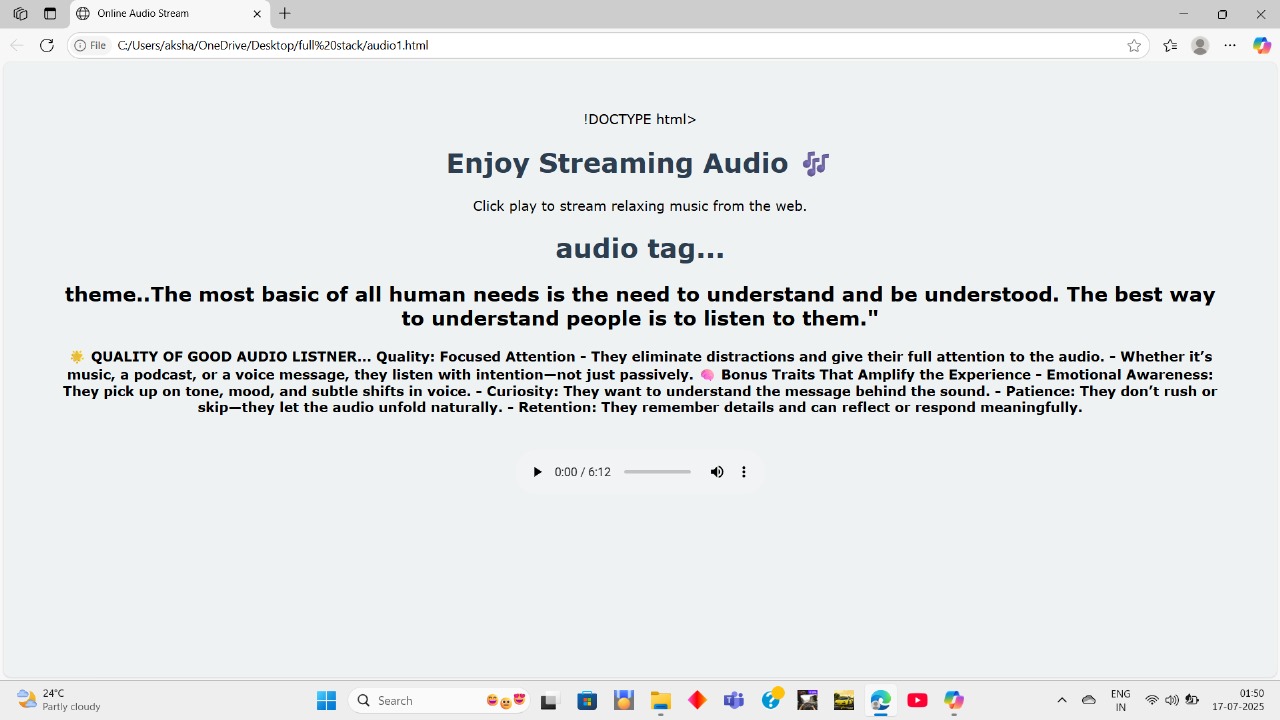 Online Audio Stream
File
C:/Users/aksha/OneDrive/Desktop/full%20stack/audio1.html
!DOCTYPE html>
Enjoy Streaming Audio 🎶
Click play to stream relaxing music from the web.
audio tag...
theme..The most basic of all human needs is the need to understand and be understood. The best way
to understand people is to listen to them."
🌟 QUALITY OF GOOD AUDIO LISTNER... Quality: Focused Attention - They eliminate distractions and give their full attention to the audio. - Whether it’s
music, a podcast, or a voice message, they listen with intention—not just passively. 🧠 Bonus Traits That Amplify the Experience - Emotional Awareness:
They pick up on tone, mood, and subtle shifts in voice. - Curiosity: They want to understand the message behind the sound. - Patience: They don’t rush or
skip—they let the audio unfold naturally. - Retention: They remember details and can reflect or respond meaningfully.
0:00 / 6:12
24°C
Partly cloudy
Search
ENG
IN
11:50
17-07-2025